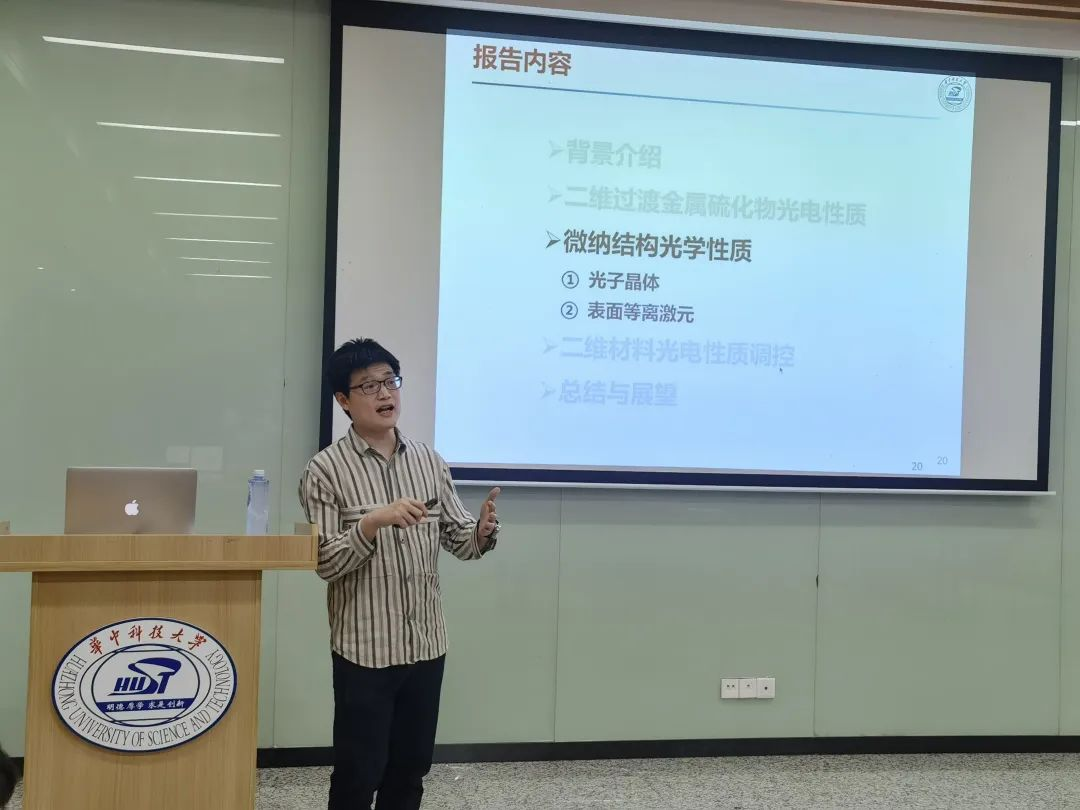 报告内容
➢背景介绍
➢二维过渡金属硫化物光电性质
➢微纳结构光学性质
① 光子晶体
② 表面等离激元
➢二维材料光电性质调控
➢总结与展望
20
20
華中科技大学
HUST
明德厚学 求是创新
HUAZHONG UNIVERSITY OF SCIENCE AND TECHNOLOGY